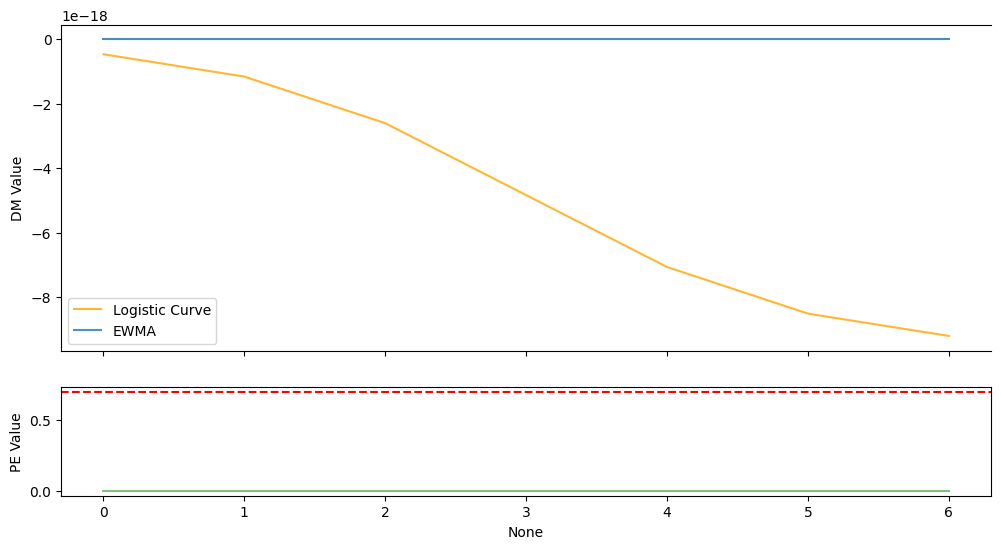 1e−18
0
−2
−4
−6
−8
DM Value
Logistic Curve
EWMA
0.5
0.0
PE Value
0 1 2 3 4 5 6
None